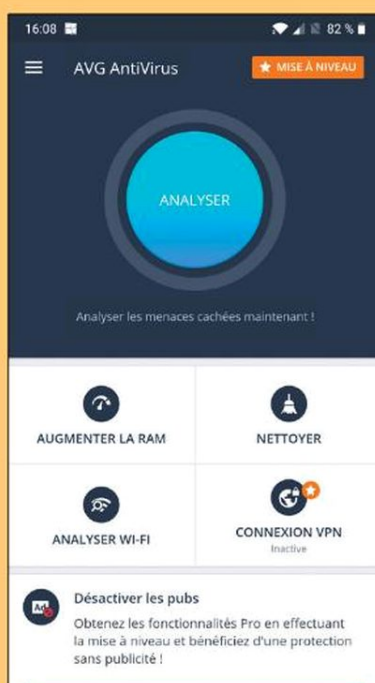 16:08 82 %
AVG AntiVirus
MISE À NIVEAU
ANALYSER
Analyser les menaces cachées maintenant !
AUGMENTER LA RAM
NETTOYER
ANALYSER WI-FI
CONNEXION VPN
Inactive
Ad
Désactiver les pubs
Obtenez les fonctionnalités Pro en effectuant
la mise à niveau et bénéficiez d'une protection
sans publicité !